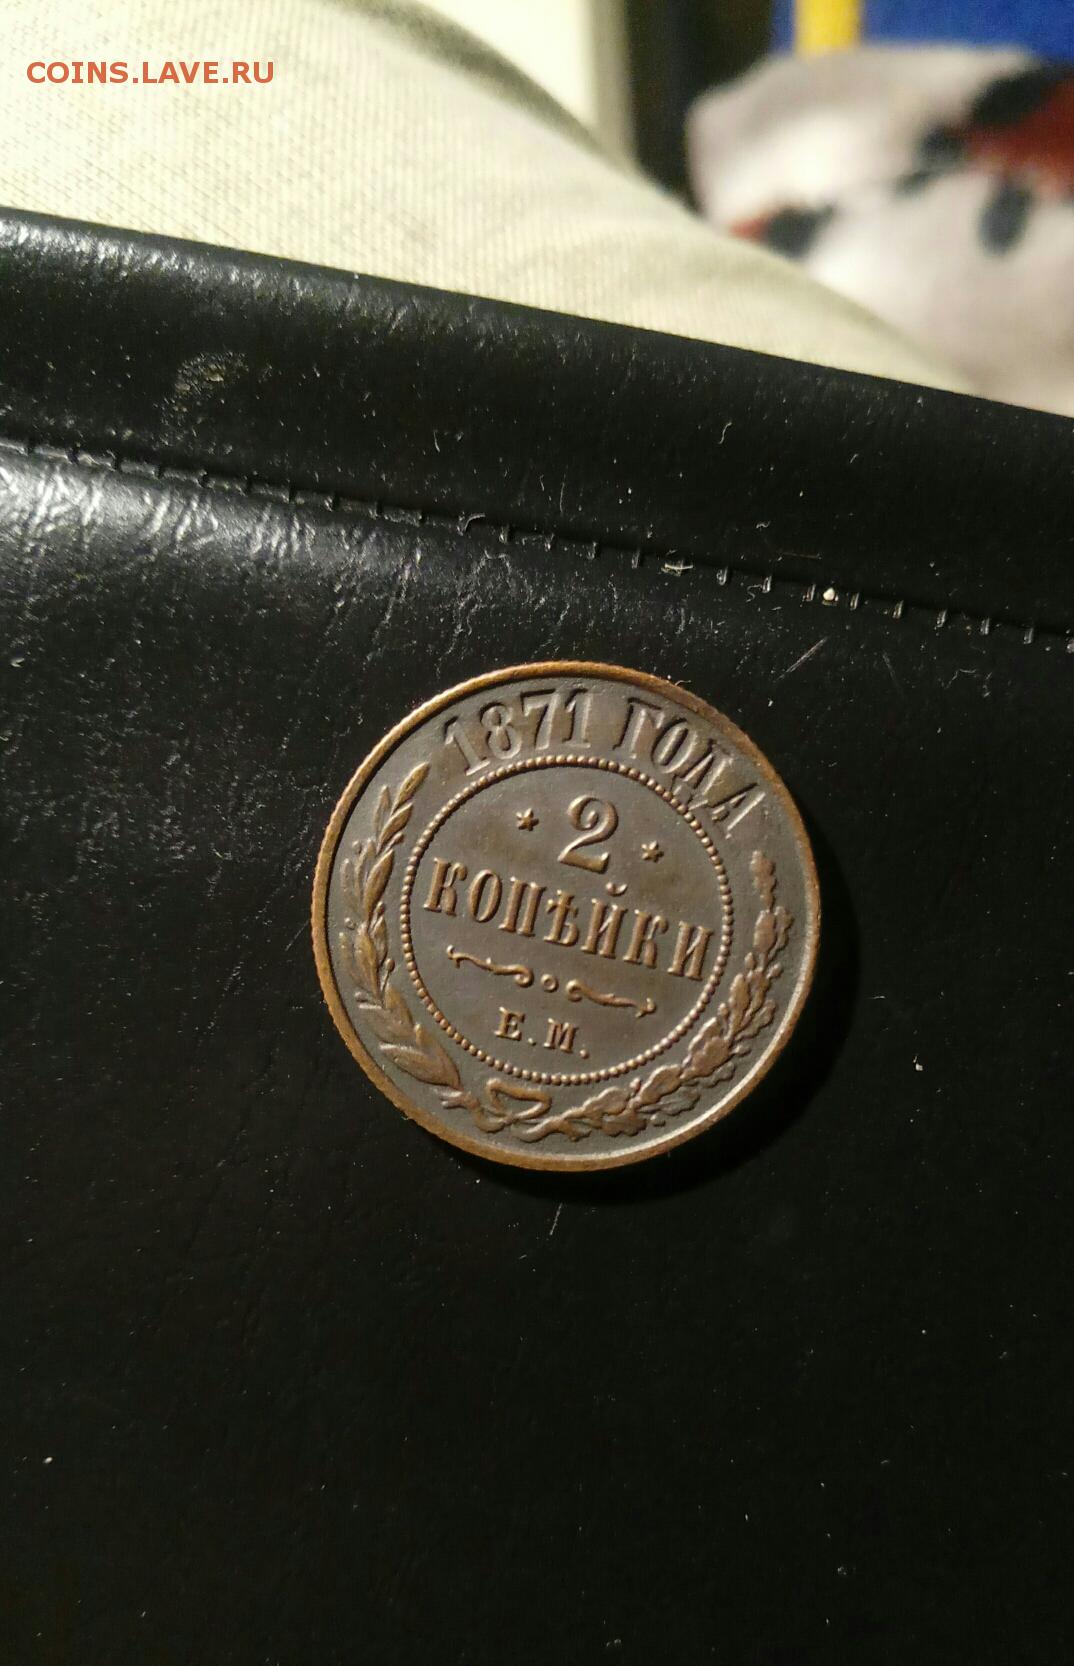 COINS.LAVE.RU
1871 ГОДА
* 2 *
КОПѢЙКИ
Е.М.